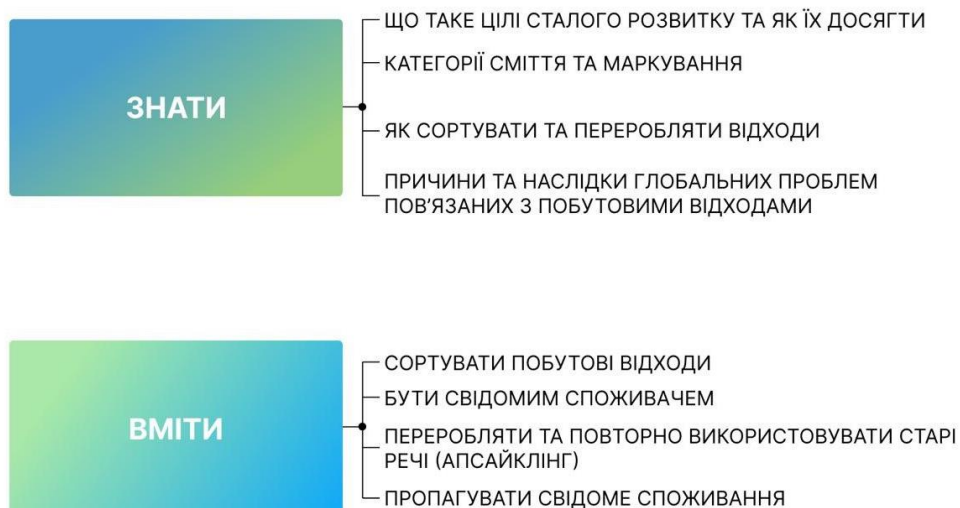 ЗНАТИ
ЩО ТАКЕ ЦІЛІ СТАЛОГО РОЗВИТКУ ТА ЯК ЇХ ДОСЯГТИ
КАТЕГОРІЇ СМІТТЯ ТА МАРКУВАННЯ
ЯК СОРТУВАТИ ТА ПЕРЕРОБЛЯТИ ВІДХОДИ
ПРИЧИНИ ТА НАСЛІДКИ ГЛОБАЛЬНИХ ПРОБЛЕМ
ПОВ’ЯЗАНИХ З ПОБУТОВИМИ ВІДХОДАМИ
ВМІТИ
СОРТУВАТИ ПОБУТОВІ ВІДХОДИ
БУТИ СВІДОМИМ СПОЖИВАЧЕМ
ПЕРЕРОБЛЯТИ ТА ПОВТОРНО ВИКОРИСТОВУВАТИ СТАРІ
РЕЧІ (АПСАЙКЛІНГ)
ПРОПАГУВАТИ СВІДОМЕ СПОЖИВАННЯ